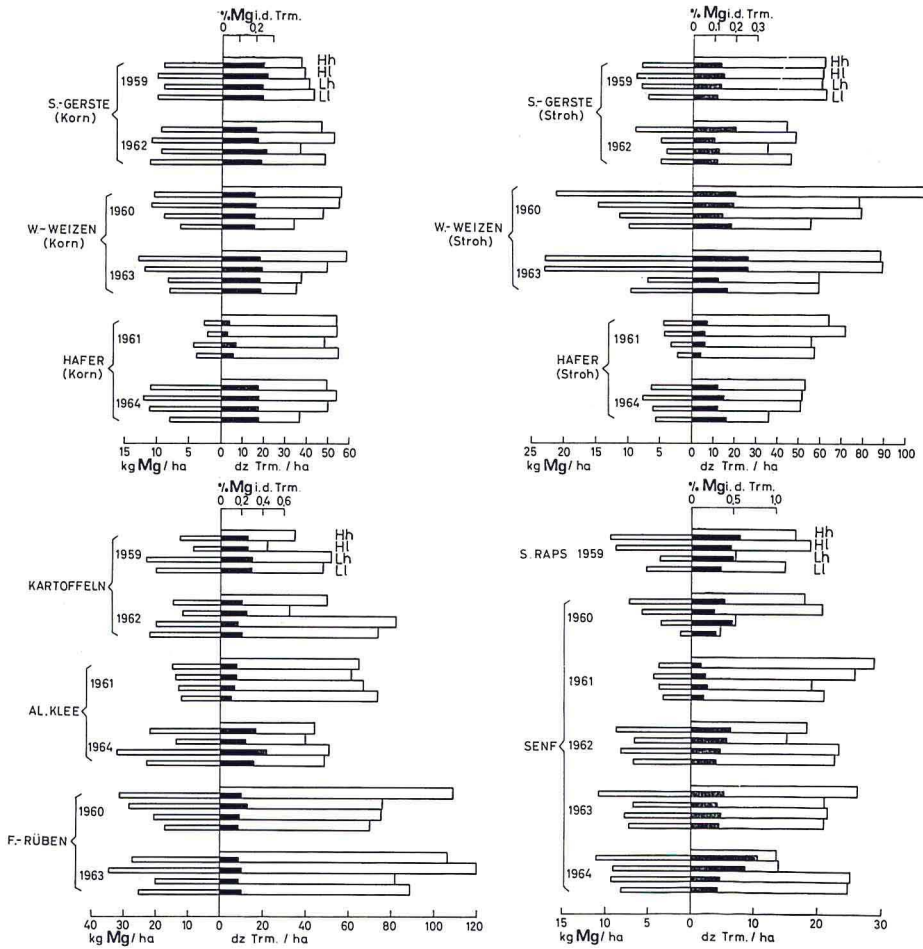 %Mg i.d. Trm.
0 0,2
Hh
Hl
Lh
Ll
1959
S.-GERSTE
(Korn)
1962
1960
W.-WEIZEN
(Korn)
1963
1961
HAFER
(Korn)
1964
15 10 5 0 10 20 30 40 50 60
kg Mg/ha dz Trm. / ha
%Mg i.d. Trm.
0 0,1 0,2 0,3
Hh
Hl
Lh
Ll
1959
S.-GERSTE
(Stroh)
1962
1960
W.-WEIZEN
(Stroh)
1963
1961
HAFER
(Stroh)
1964
25 20 15 10 5 0 10 20 30 40 50 60 70 80 90 100
kg Mg/ha dz Trm. / ha
%Mg i.d. Trm.
0 0,2 0,4 0,6
Hh
Hl
Lh
Ll
1959
KARTOFFELN
1962
1961
AL.KLEE
1964
1960
F.-RÜBEN
1963
40 30 20 10 0 20 40 60 80 100 120
kg Mg/ha dz Trm. / ha
%Mg i.d. Trm.
0 0,5 1,0
Hh
Hl
Lh
Ll
S.RAPS 1959
1960
1961
SENF
1962
1963
1964
15 10 5 0 10 20 30
kg Mg/ha dz Trm. / ha